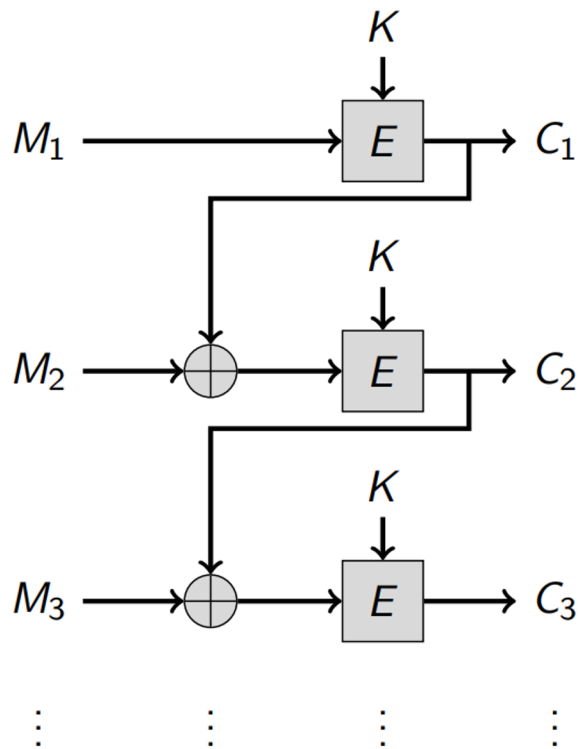 K
M₁ E C₁
K
M₂ E C₂
K
M₃ E C₃
⋮ ⋮ ⋮ ⋮